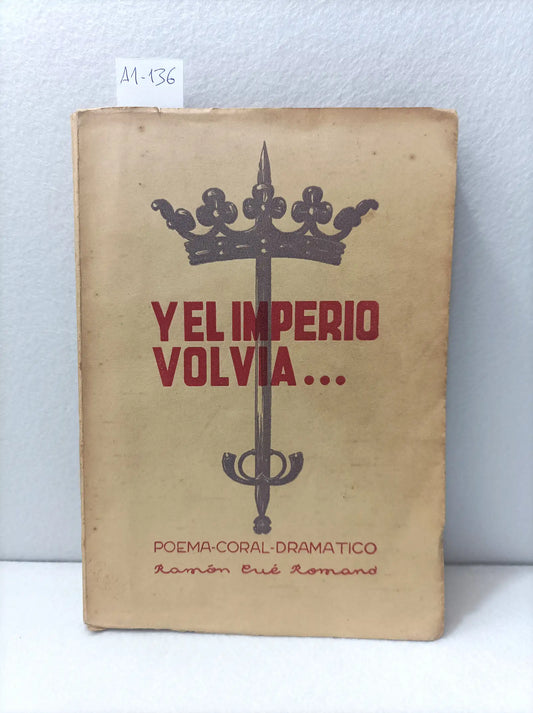 A1-136
Y EL IMPERIO
VOLVIA...
POEMA-CORAL-DRAMATICO
Ramón Cué Romano